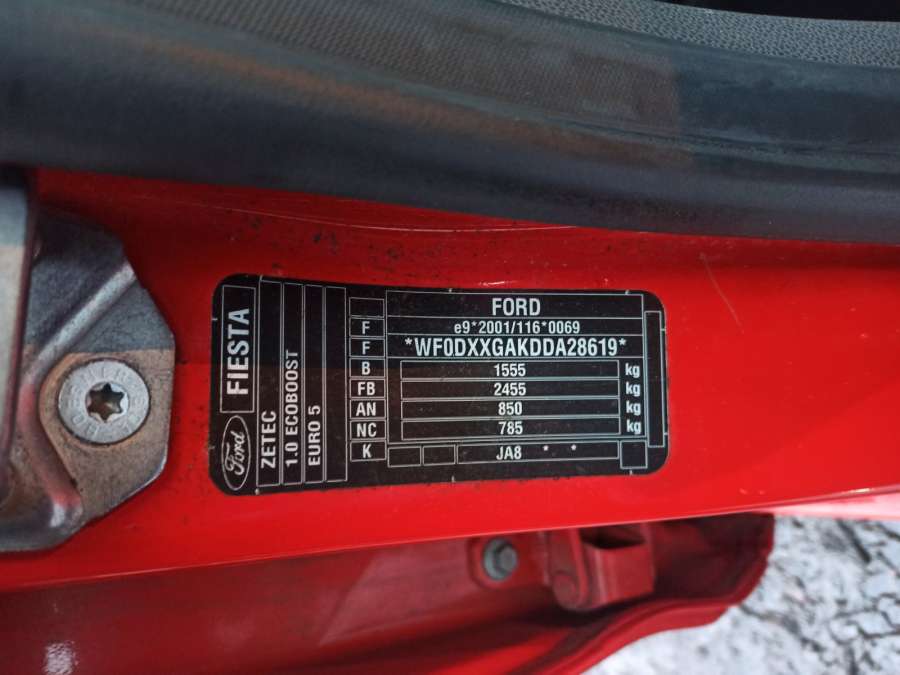 FIESTA
Ford
ZETEC
1.0 ECOBOOST
EURO 5
FORD
F e9*2001/116*0069
F *WF0DXXGAKDDA28619*
B 1555 kg
FB 2455 kg
AN 850 kg
NC 785 kg
K JA8 * *